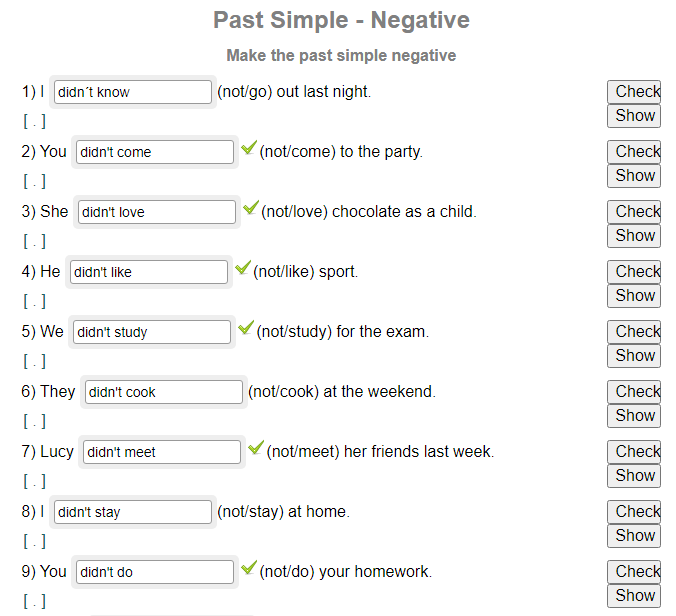 Past Simple - Negative
Make the past simple negative
1) I didn´t know (not/go) out last night. Check
[ . ] Show
2) You didn't come (not/come) to the party. Check
[ . ] Show
3) She didn't love (not/love) chocolate as a child. Check
[ . ] Show
4) He didn't like (not/like) sport. Check
[ . ] Show
5) We didn't study (not/study) for the exam. Check
[ . ] Show
6) They didn't cook (not/cook) at the weekend. Check
[ . ] Show
7) Lucy didn't meet (not/meet) her friends last week. Check
[ . ] Show
8) I didn't stay (not/stay) at home. Check
[ . ] Show
9) You didn't do (not/do) your homework. Check
[ . ] Show